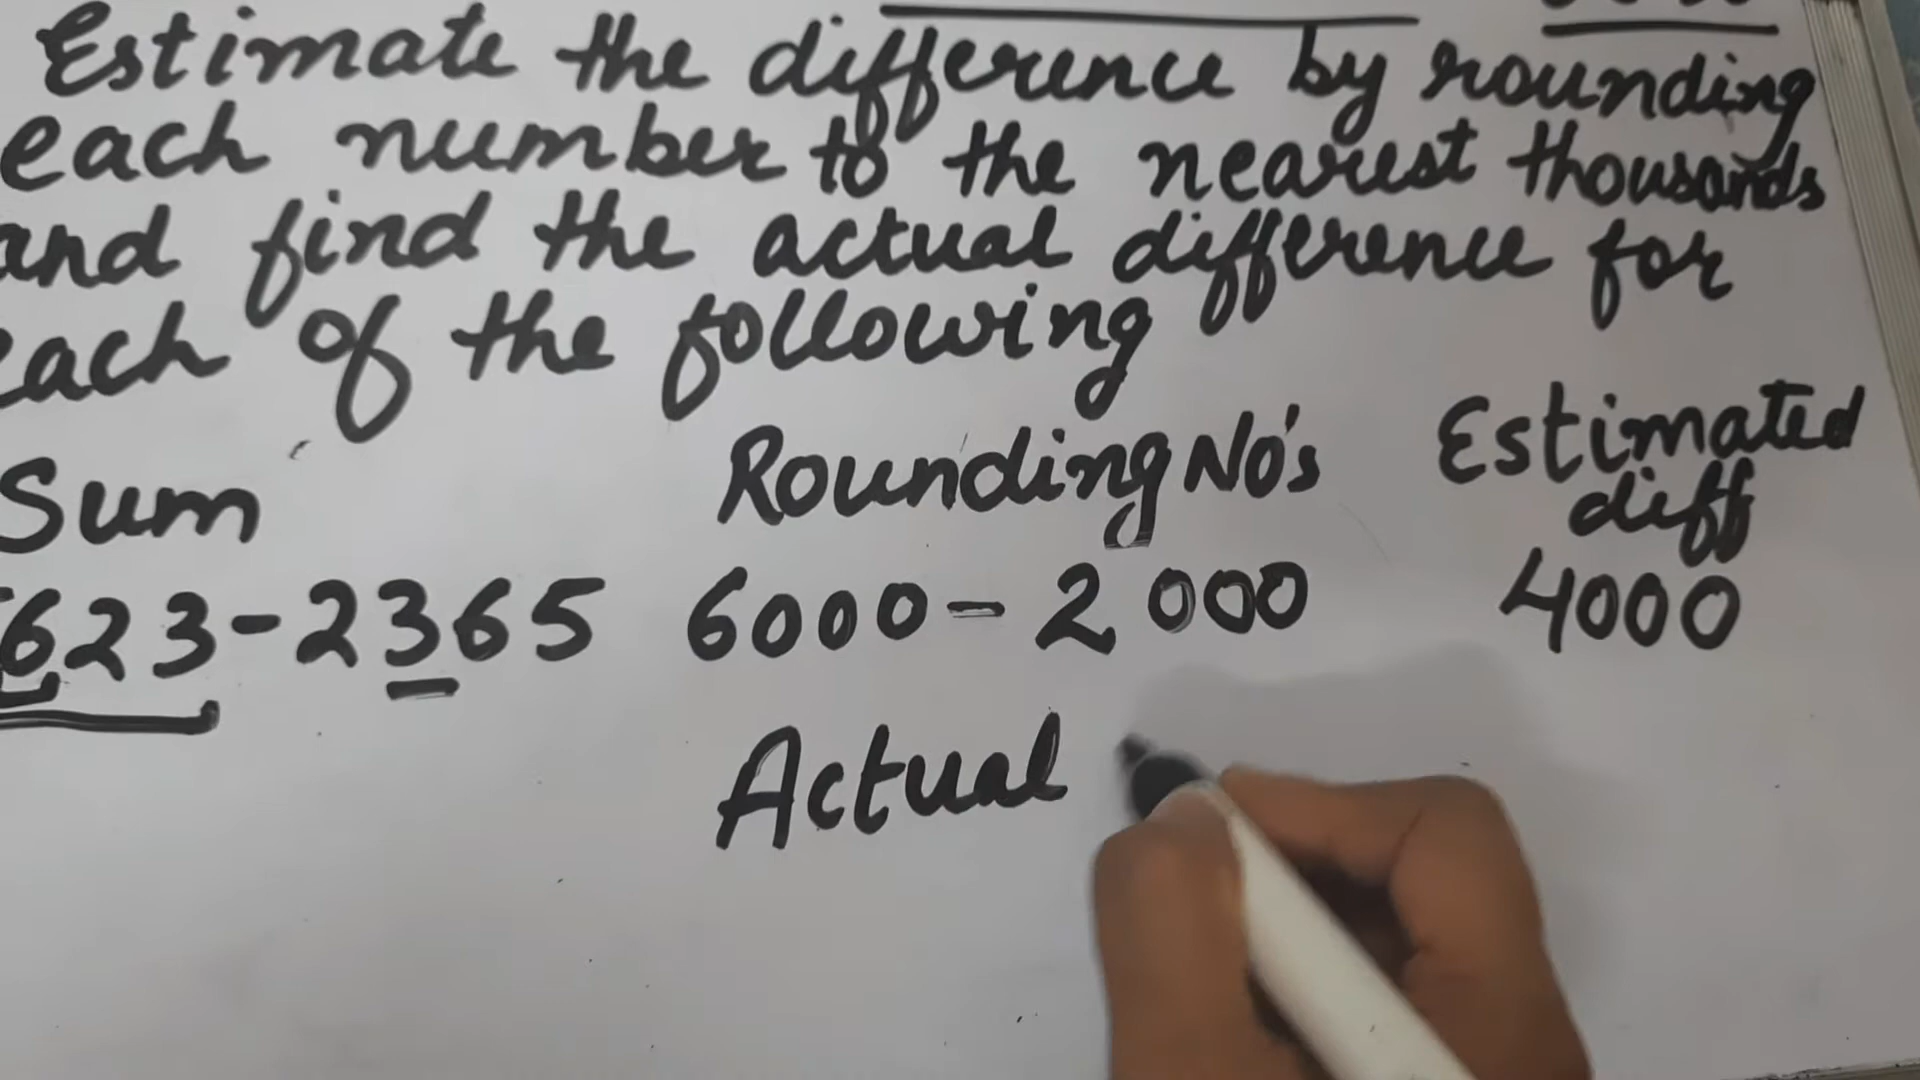 Estimate the difference by rounding
each number to the nearest thousands
and find the actual difference for
each of the following
Sum Rounding No's Estimated
diff
623-2365 6000-2000 4000
Actual